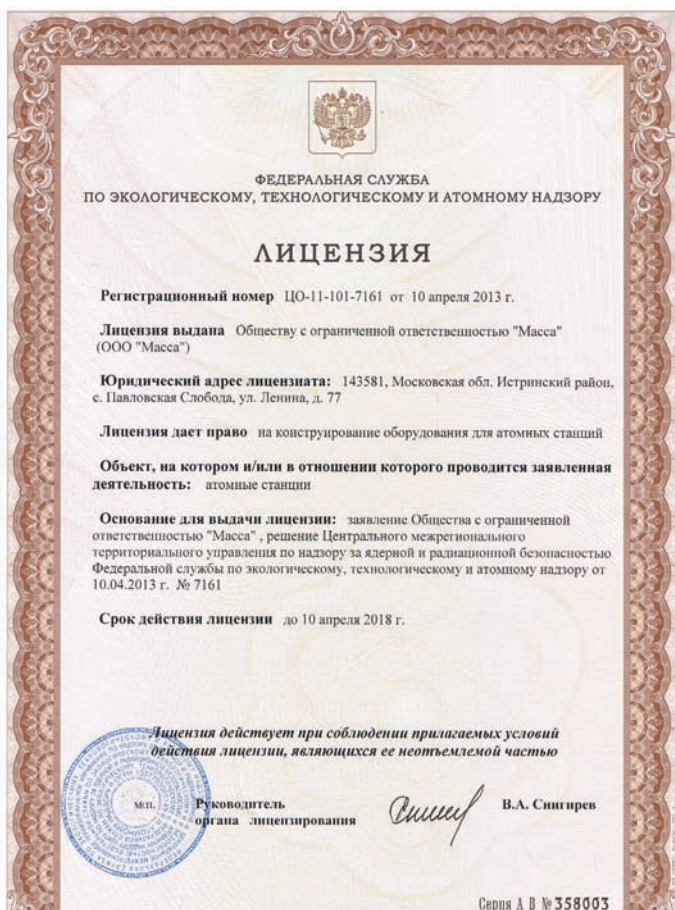 ФЕДЕРАЛЬНАЯ СЛУЖБА
ПО ЭКОЛОГИЧЕСКОМУ, ТЕХНОЛОГИЧЕСКОМУ И АТОМНОМУ НАДЗОРУ
ЛИЦЕНЗИЯ
Регистрационный номер ЦО-11-101-7161 от 10 апреля 2013 г.
Лицензия выдана Обществу с ограниченной ответственностью "Масса"
(ООО "Масса")
Юридический адрес лицензиата: 143581, Московская обл. Истринский район,
с. Павловская Слобода, ул. Ленина, д. 77
Лицензия дает право на конструирование оборудования для атомных станций
Объект, на котором и/или в отношении которого проводится заявленная
деятельность: атомные станции
Основание для выдачи лицензии: заявление Общества с ограниченной
ответственностью "Масса" , решение Центрального межрегионального
территориального управления по надзору за ядерной и радиационной безопасностью
Федеральной службы по экологическому, технологическому и атомному надзору от
10.04.2013 г. № 7161
Срок действия лицензии до 10 апреля 2018 г.
Лицензия действует при соблюдении прилагаемых условий
действия лицензии, являющихся ее неотъемлемой частью
М.П.
Руководитель
органа лицензирования
В.А. Снигирев
Серия А В № 358003